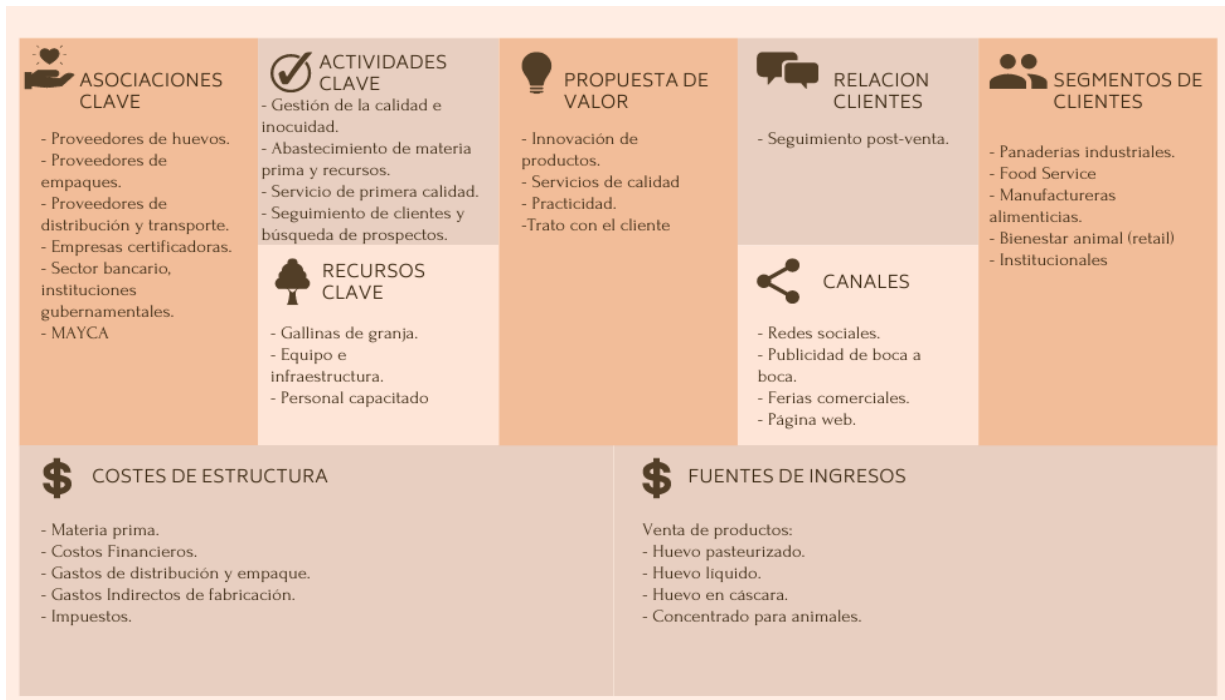 ASOCIACIONES
CLAVE
- Proveedores de huevos.
- Proveedores de
empaques.
- Proveedores de
distribución y transporte.
- Empresas certificadoras.
- Sector bancario,
instituciones
gubernamentales.
- MAYCA
ACTIVIDADES
CLAVE
- Gestión de la calidad e
inocuidad.
- Abastecimiento de materia
prima y recursos.
- Servicio de primera calidad.
- Seguimiento de clientes y
búsqueda de prospectos.
RECURSOS
CLAVE
- Gallinas de granja.
- Equipo e
infraestructura.
- Personal capacitado
PROPUESTA DE
VALOR
- Innovación de
productos.
- Servicios de calidad
- Practicidad.
-Trato con el cliente
RELACION
CLIENTES
- Seguimiento post-venta.
CANALES
- Redes sociales.
- Publicidad de boca a
boca.
- Ferias comerciales.
- Página web.
SEGMENTOS DE
CLIENTES
- Panaderias industriales.
- Food Service
- Manufactureras
alimenticias.
- Bienestar animal (retail)
- Institucionales
COSTES DE ESTRUCTURA
- Materia prima.
- Costos Financieros.
- Gastos de distribución y empaque.
- Gastos Indirectos de fabricación.
- Impuestos.
FUENTES DE INGRESOS
Venta de productos:
- Huevo pasteurizado.
- Huevo líquido.
- Huevo en cáscara.
- Concentrado para animales.